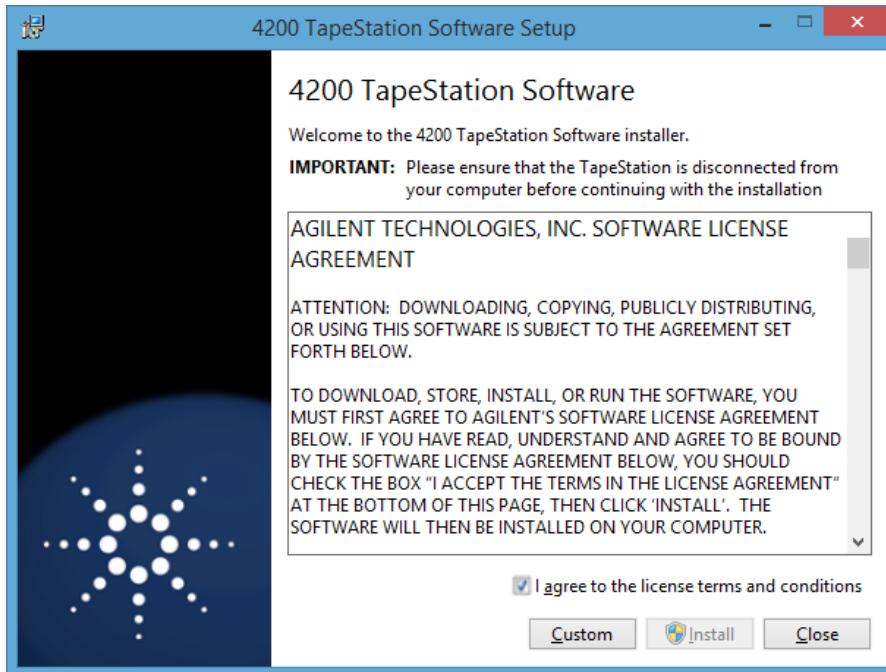 4200 TapeStation Software Setup
4200 TapeStation Software
Welcome to the 4200 TapeStation Software installer.
IMPORTANT: Please ensure that the TapeStation is disconnected from
your computer before continuing with the installation
AGILENT TECHNOLOGIES, INC. SOFTWARE LICENSE
AGREEMENT
ATTENTION: DOWNLOADING, COPYING, PUBLICLY DISTRIBUTING,
OR USING THIS SOFTWARE IS SUBJECT TO THE AGREEMENT SET
FORTH BELOW.
TO DOWNLOAD, STORE, INSTALL, OR RUN THE SOFTWARE, YOU
MUST FIRST AGREE TO AGILENT'S SOFTWARE LICENSE AGREEMENT
BELOW. IF YOU HAVE READ, UNDERSTAND AND AGREE TO BE BOUND
BY THE SOFTWARE LICENSE AGREEMENT BELOW, YOU SHOULD
CHECK THE BOX "I ACCEPT THE TERMS IN THE LICENSE AGREEMENT"
AT THE BOTTOM OF THIS PAGE, THEN CLICK 'INSTALL'. THE
SOFTWARE WILL THEN BE INSTALLED ON YOUR COMPUTER.
I agree to the license terms and conditions
Custom Install Close